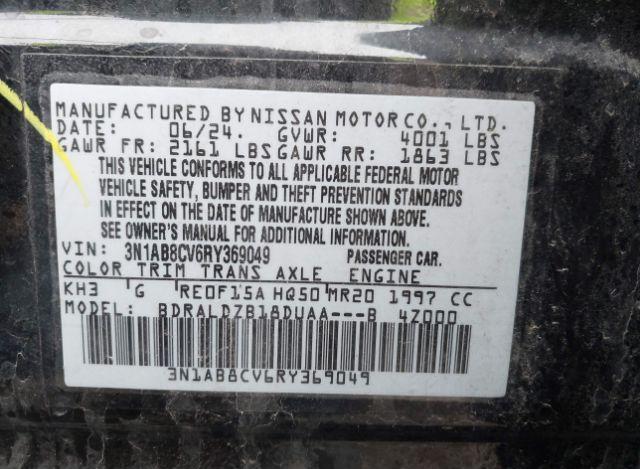 MANUFACTURED BY NISSAN MOTOR CO., LTD.
DATE: 06/24. GVWR: 4001 LBS
GAWR FR: 2161 LBS GAWR RR: 1863 LBS
THIS VEHICLE CONFORMS TO ALL APPLICABLE FEDERAL MOTOR
VEHICLE SAFETY, BUMPER AND THEFT PREVENTION STANDARDS
IN EFFECT ON THE DATE OF MANUFACTURE SHOWN ABOVE.
SEE OWNER'S MANUAL FOR ADDITIONAL INFORMATION.
VIN: 3N1AB8CV6RY369049 PASSENGER CAR.
COLOR TRIM TRANS AXLE ENGINE
KH3 G RE0F15A HQ50 MR20 1997 CC
MODEL: BDRALDZB18DUAA---B 4Z000
3N1AB8CV6RY369049